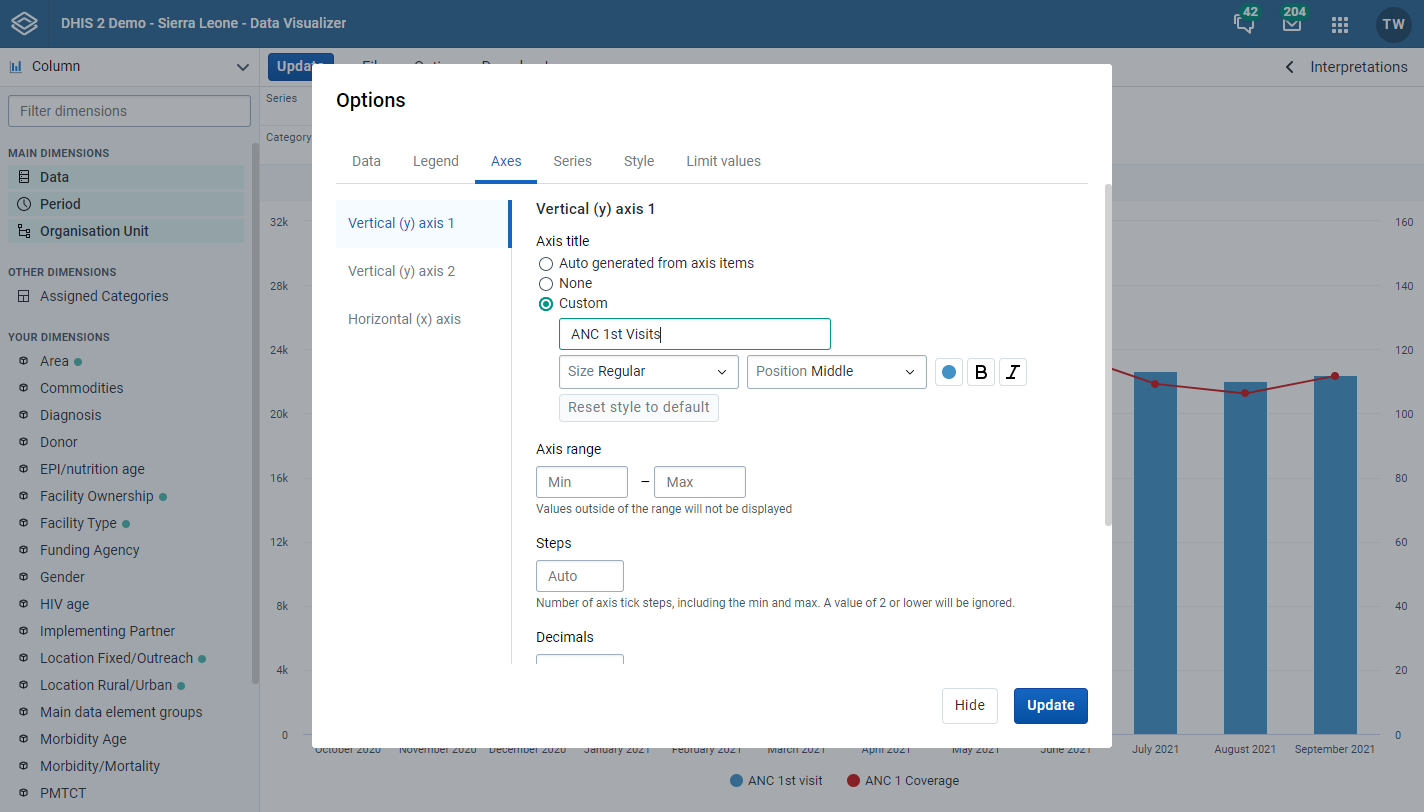 DHIS 2 Demo - Sierra Leone - Data Visualizer
42
204
TW
Column
Update
Interpretations
Filter dimensions
Series
Category
MAIN DIMENSIONS
Data
Period
Organisation Unit
OTHER DIMENSIONS
Assigned Categories
YOUR DIMENSIONS
Area
Commodities
Diagnosis
Donor
EPI/nutrition age
Facility Ownership
Facility Type
Funding Agency
Gender
HIV age
Implementing Partner
Location Fixed/Outreach
Location Rural/Urban
Main data element groups
Morbidity Age
Morbidity/Mortality
PMTCT
Options
Data Legend Axes Series Style Limit values
Vertical (y) axis 1
Vertical (y) axis 2
Horizontal (x) axis
Vertical (y) axis 1
Axis title
Auto generated from axis items
None
Custom
ANC 1st Visits
Size Regular
Position Middle
B I
Reset style to default
Axis range
Min – Max
Values outside of the range will not be displayed
Steps
Auto
Number of axis tick steps, including the min and max. A value of 2 or lower will be ignored.
Decimals
Hide
Update
32k
28k
24k
20k
16k
12k
8k
4k
0
160
140
120
100
80
60
40
20
0
October 2020 November 2020 December 2020 January 2021 February 2021 March 2021 April 2021 May 2021 June 2021 July 2021 August 2021 September 2021
ANC 1st visit ANC 1 Coverage